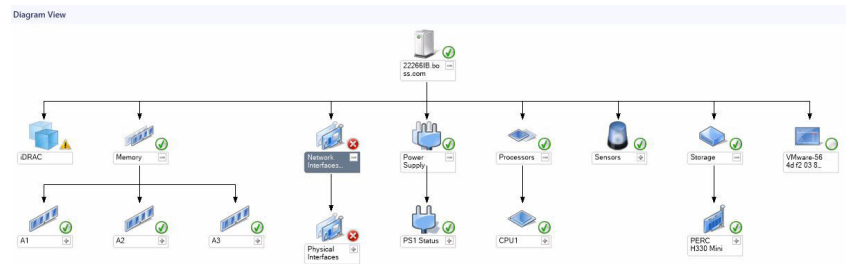 Diagram View
22266IB.bo
ss.com
iDRAC
Memory
Network
Interfaces...
Power
Supply
Processors
Sensors
Storage
VMware-56
4d f2 03 8...
A1
A2
A3
Physical
Interfaces
PS1 Status
CPU1
PERC
H330 Mini